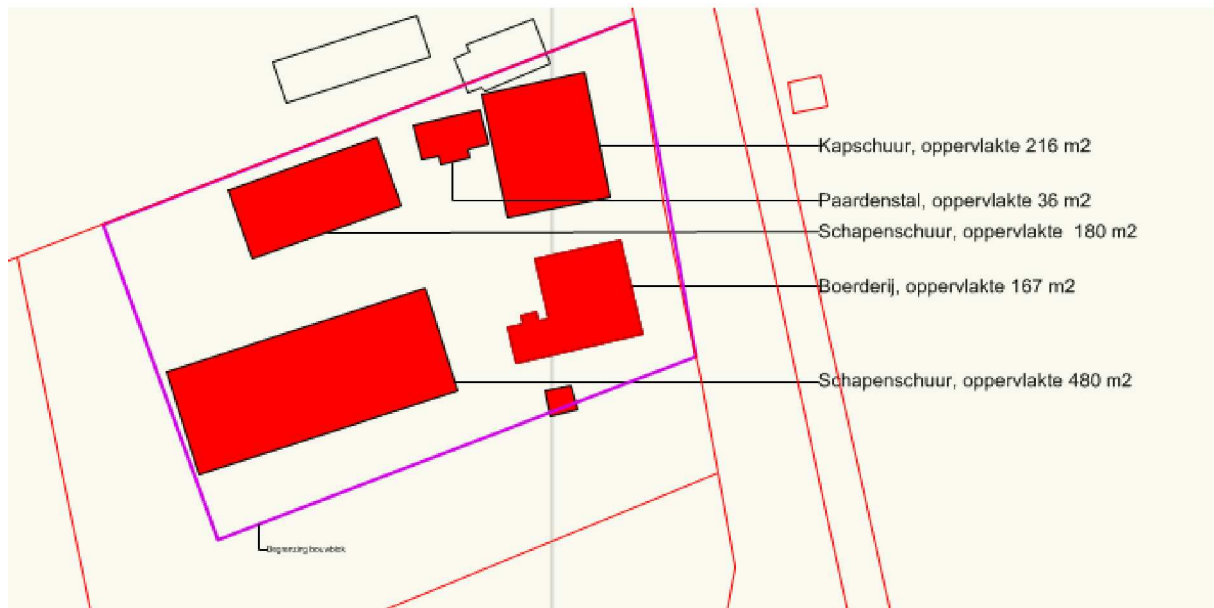 Kapschuur, oppervlakte 216 m2
Paardenstal, oppervlakte 36 m2
Schapenschuur, oppervlakte  180 m2
Boerderij, oppervlakte 167 m2
Schapenschuur, oppervlakte 480 m2
Begrenzing bouwblok